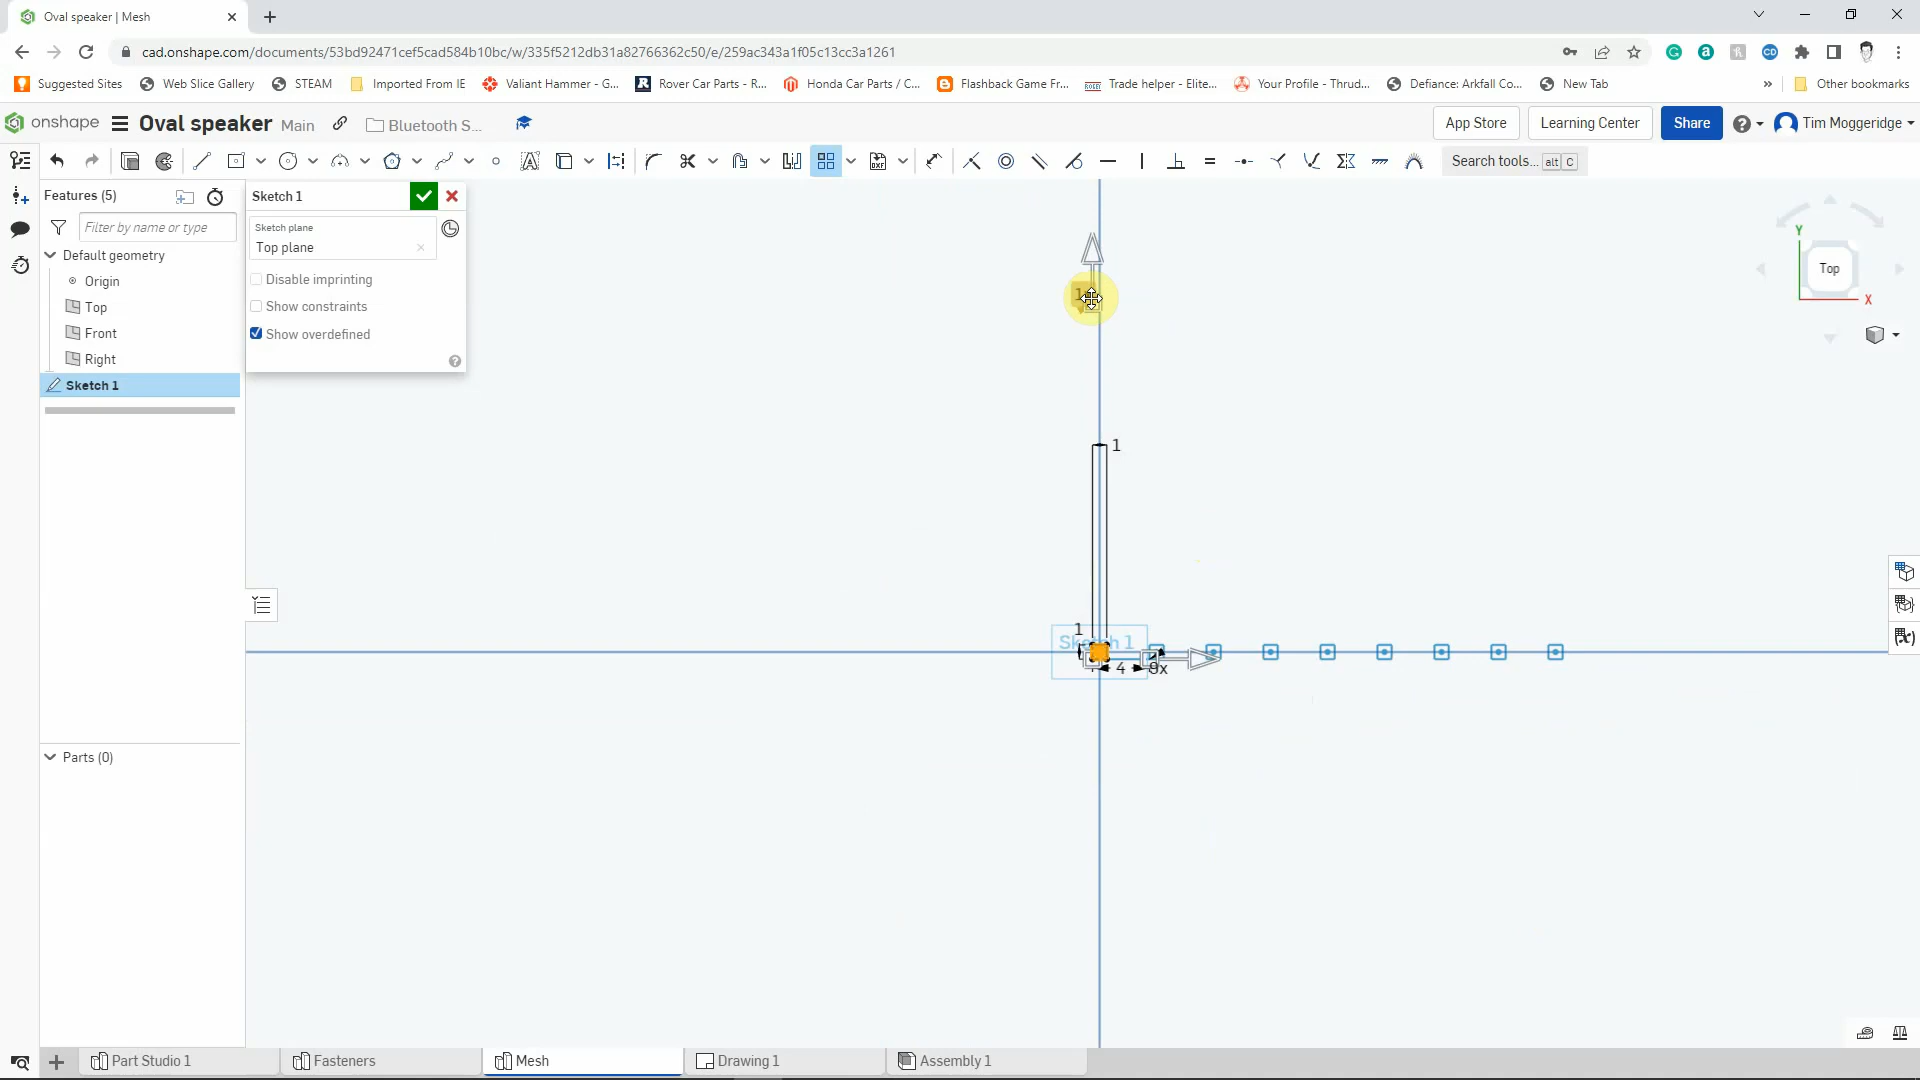 Oval speaker | Mesh
cad.onshape.com/documents/53bd92471cef5cad584b10bc/w/335f5212db31a82766362c50/e/259ac343a1f05c13cc3a1261
Suggested Sites Web Slice Gallery STEAM Imported From IE Valiant Hammer - G... Rover Car Parts - R... Honda Car Parts / C... Flashback Game Fr... Trade helper - Elite... Your Profile - Thrud... Defiance: Arkfall Co... New Tab » Other bookmarks
onshape Oval speaker Main Bluetooth S... App Store Learning Center Share Tim Moggeridge
Search tools... alt C
Features (5)
Filter by name or type
Default geometry
Origin
Top
Front
Right
Sketch 1
Parts (0)
Sketch 1
Sketch plane
Top plane
Disable imprinting
Show constraints
Show overdefined
Y
Top
X
1
1
Sketch 1
4 9x
Part Studio 1 Fasteners Mesh Drawing 1 Assembly 1